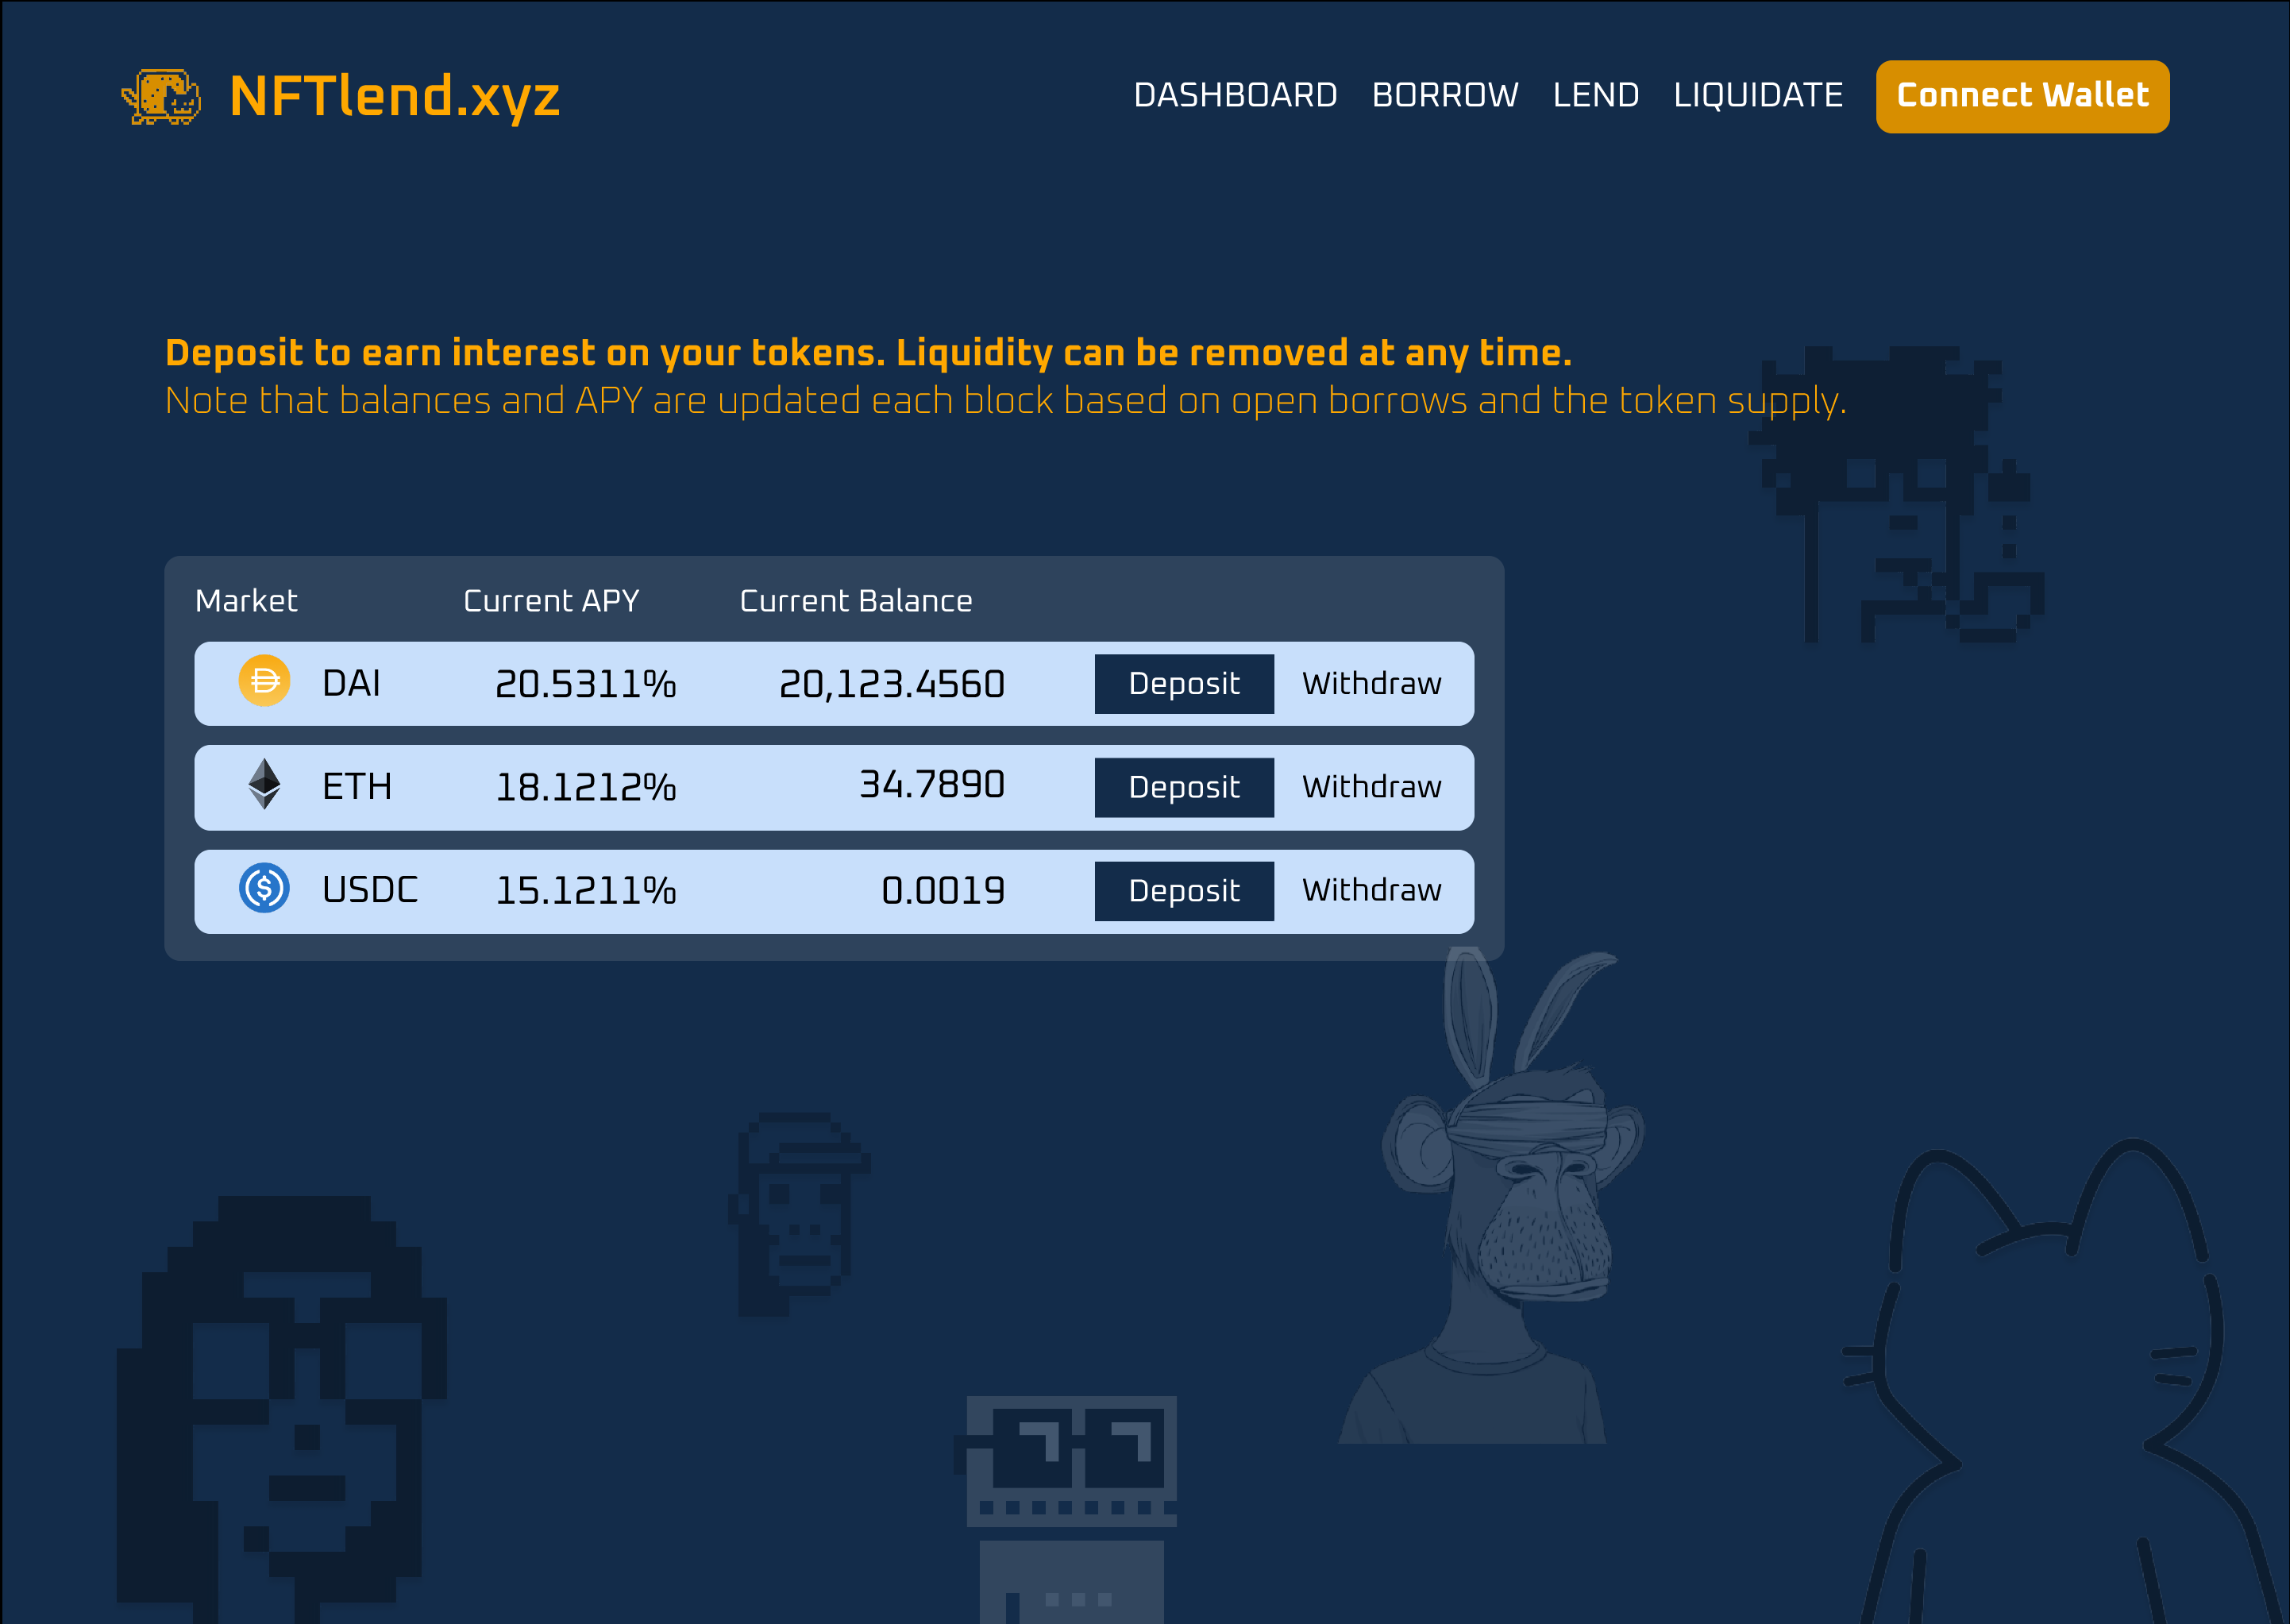 NFTlend.xyz
DASHBOARD BORROW LEND LIQUIDATE Connect Wallet
Deposit to earn interest on your tokens. Liquidity can be removed at any time.
Note that balances and APY are updated each block based on open borrows and the token supply.
Market Current APY Current Balance
DAI 20.5311% 20,123.4560 Deposit Withdraw
ETH 18.1212% 34.7890 Deposit Withdraw
USDC 15.1211% 0.0019 Deposit Withdraw